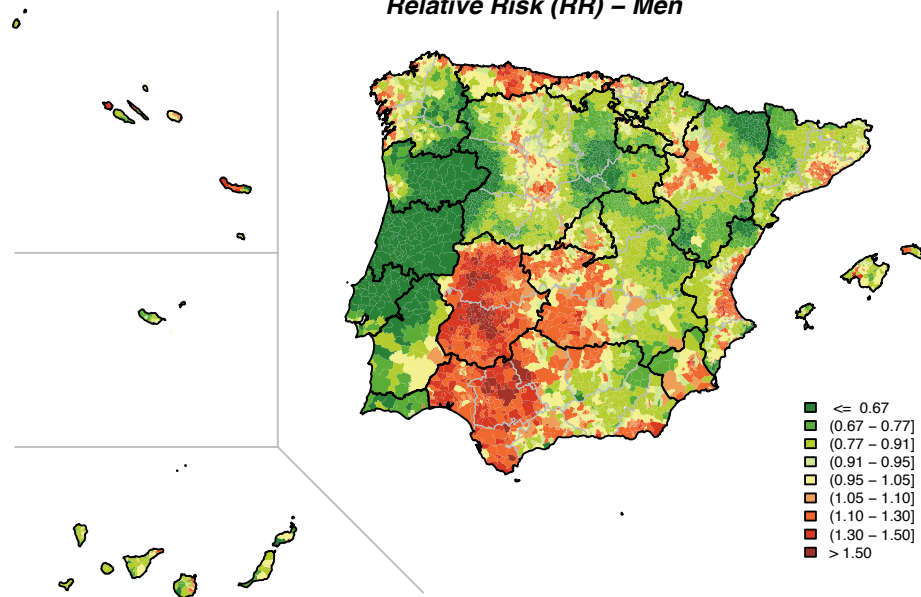 Relative Risk (RR) – Men
<= 0.67
(0.67 – 0.77]
(0.77 – 0.91]
(0.91 – 0.95]
(0.95 – 1.05]
(1.05 – 1.10]
(1.10 – 1.30]
(1.30 – 1.50]
> 1.50